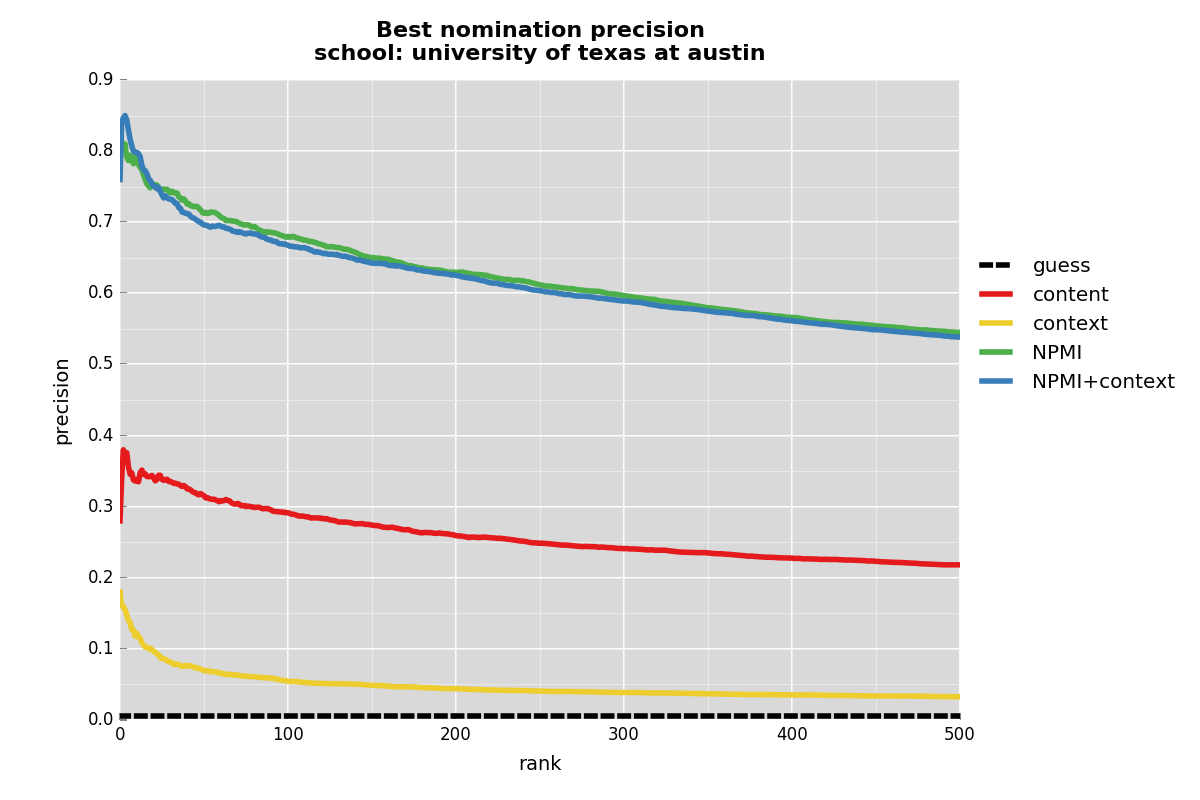 Best nomination precision
school: university of texas at austin
0.9
0.8
0.7
0.6
0.5
0.4
0.3
0.2
0.1
0.0
precision
0
100
200
300
400
500
rank
guess
content
context
NPMI
NPMI+context